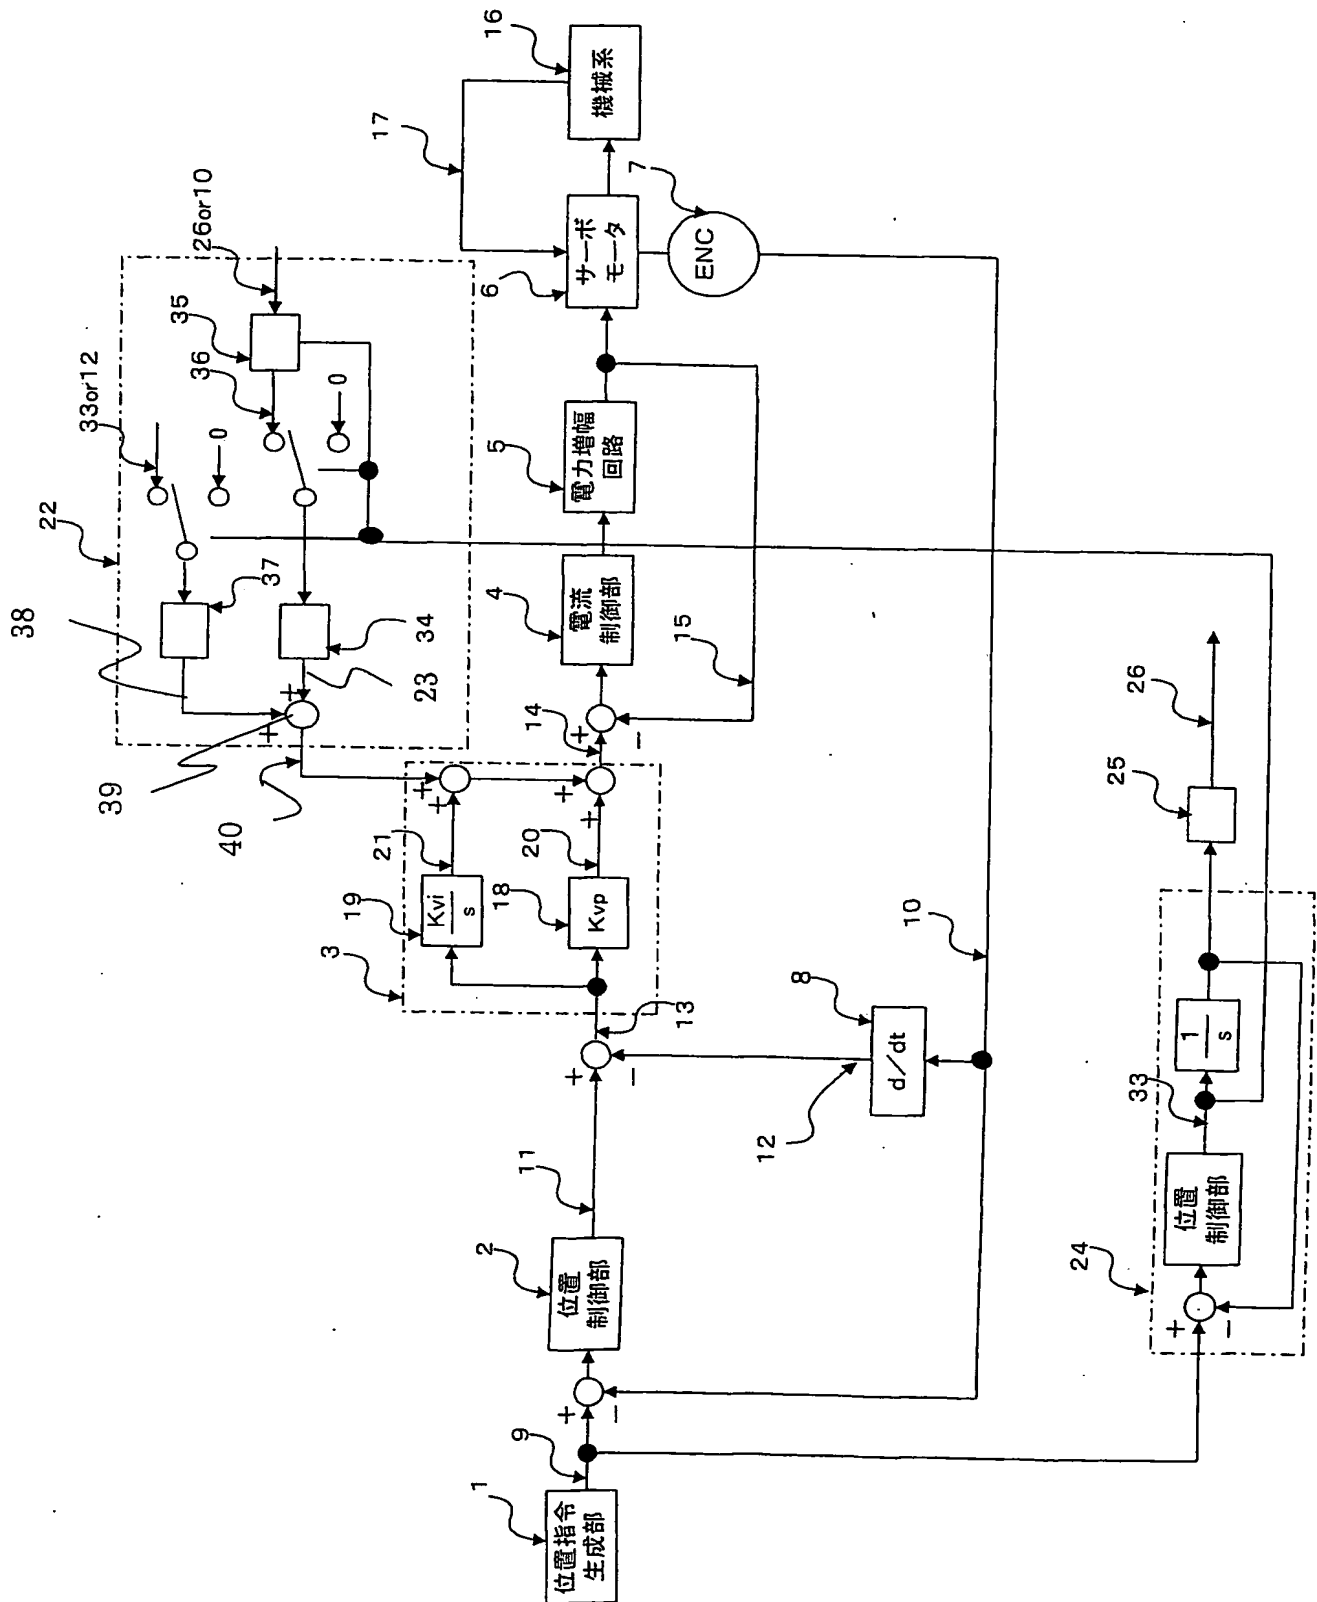 1
位置指令
生成部
9
+
−
2
位置
制御部
11
+
−
13
3
19
Kvi
s
21
18
Kvp
20
+
+
+
+
14
+
−
4
電流
制御部
5
電力増幅
回路
15
6
サーボ
モータ
7
ENC
16
機械系
17
22
33or12
0
26or10
35
36
0
37
34
38
23
+
+
39
40
10
8
d/dt
12
24
+
−
位置
制御部
33
1
s
25
26